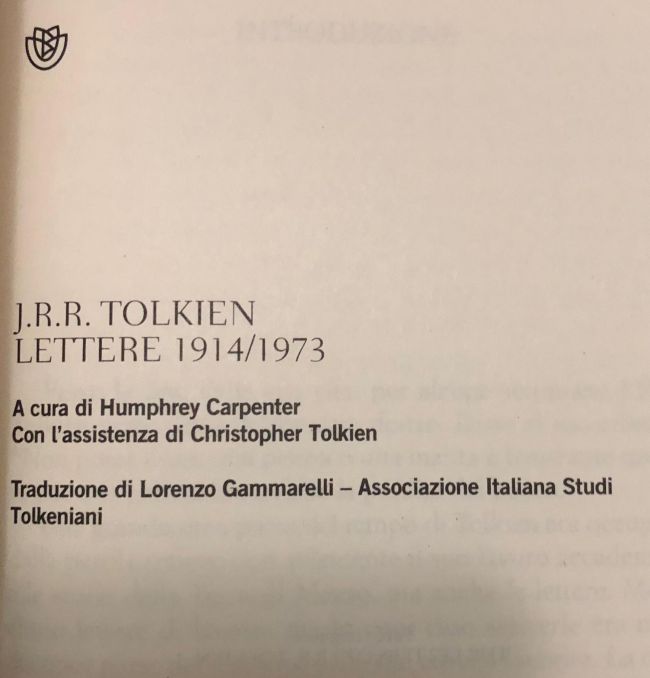 J.R.R. TOLKIEN
LETTERE 1914/1973
A cura di Humphrey Carpenter
Con l'assistenza di Christopher Tolkien
Traduzione di Lorenzo Gammarelli – Associazione Italiana Studi
Tolkeniani